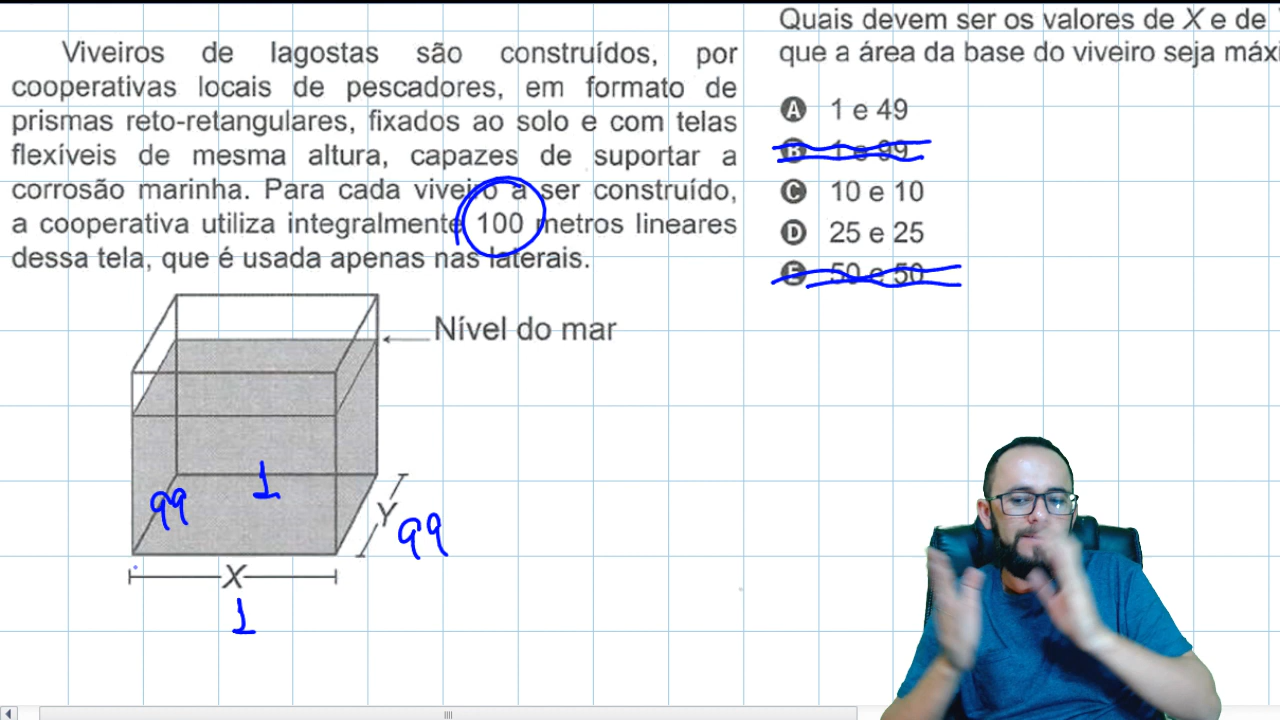 Viveiros de lagostas são construídos, por
cooperativas locais de pescadores, em formato de
prismas reto-retangulares, fixados ao solo e com telas
flexíveis de mesma altura, capazes de suportar a
corrosão marinha. Para cada viveiro a ser construído,
a cooperativa utiliza integralmente 100 metros lineares
dessa tela, que é usada apenas nas laterais.
Nível do mar
99
1
Y
99
X
1
Quais devem ser os valores de X e de
que a área da base do viveiro seja
A 1 e 49
B 1 e 99
C 10 e 10
D 25 e 25
E 50 e 50